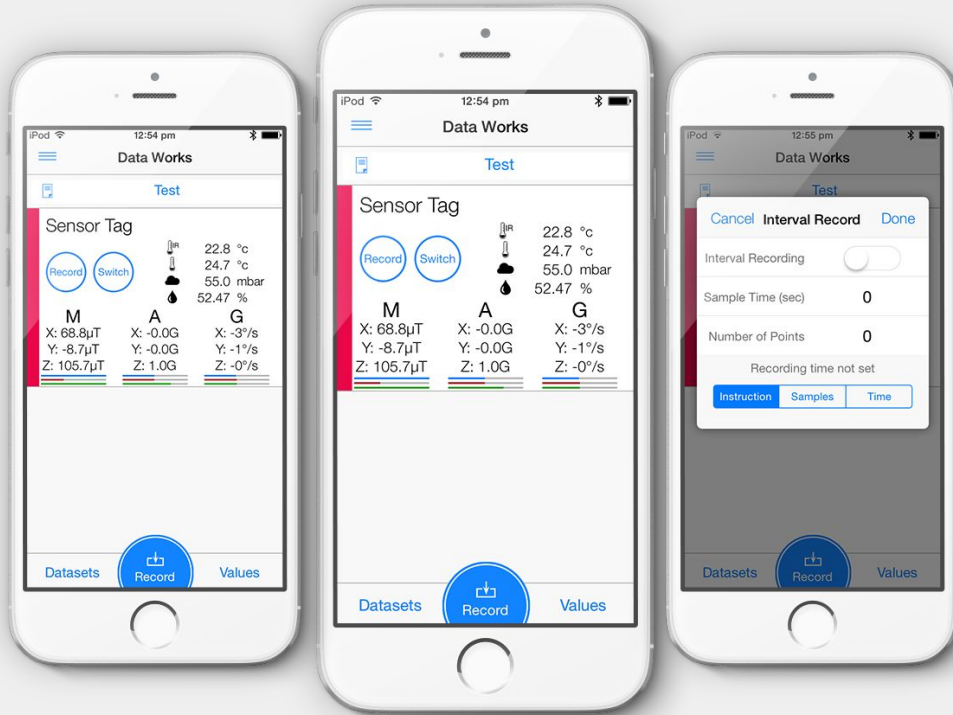 iPod 12:54 pm
Data Works
Test
Sensor Tag
Record Switch
IR 22.8 °c
24.7 °c
55.0 mbar
52.47 %
M A G
X: 68.8µT X: -0.0G X: -3°/s
Y: -8.7µT Y: -0.0G Y: -1°/s
Z: 105.7µT Z: 1.0G Z: -0°/s
Datasets Record Values
iPod 12:54 pm
Data Works
Test
Sensor Tag
Record Switch
IR 22.8 °c
24.7 °c
55.0 mbar
52.47 %
M A G
X: 68.8µT X: -0.0G X: -3°/s
Y: -8.7µT Y: -0.0G Y: -1°/s
Z: 105.7µT Z: 1.0G Z: -0°/s
Datasets Record Values
iPod 12:55 pm
Data Works
Test
Cancel Interval Record Done
Interval Recording
Sample Time (sec) 0
Number of Points 0
Recording time not set
Instruction Samples Time
Datasets Record Values